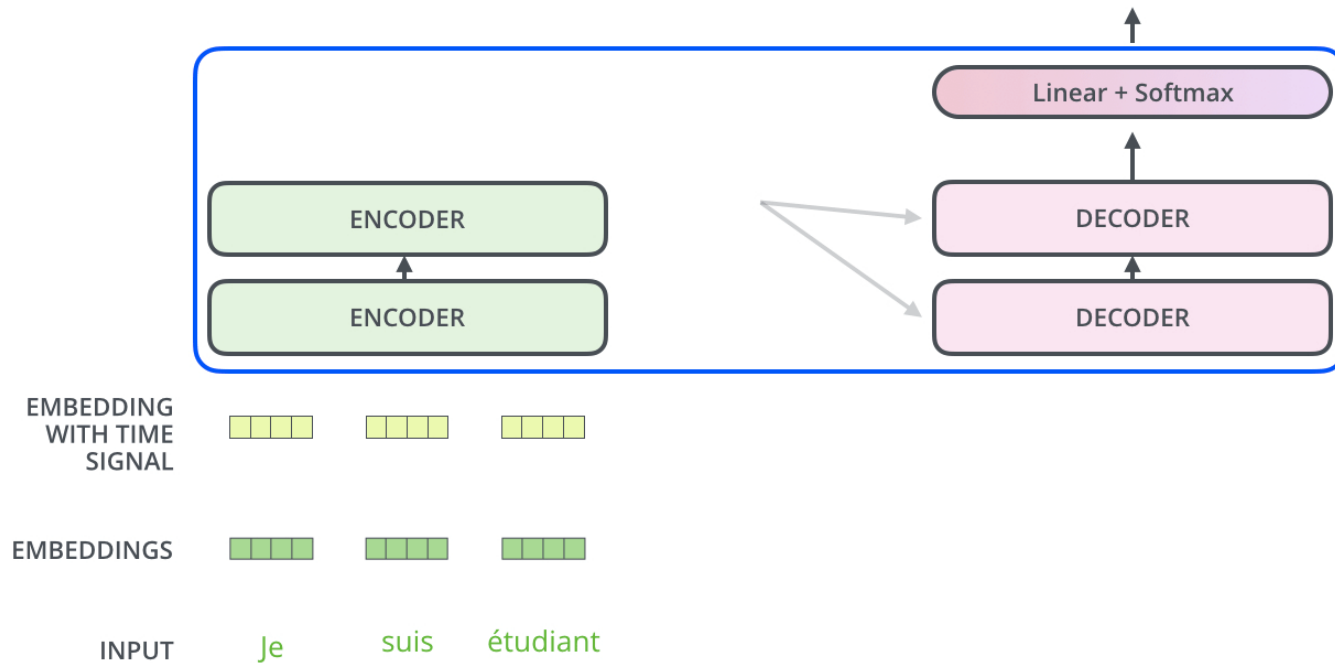 Linear + Softmax
ENCODER
DECODER
ENCODER
DECODER
EMBEDDING
WITH TIME
SIGNAL
EMBEDDINGS
INPUT
Je
suis
étudiant